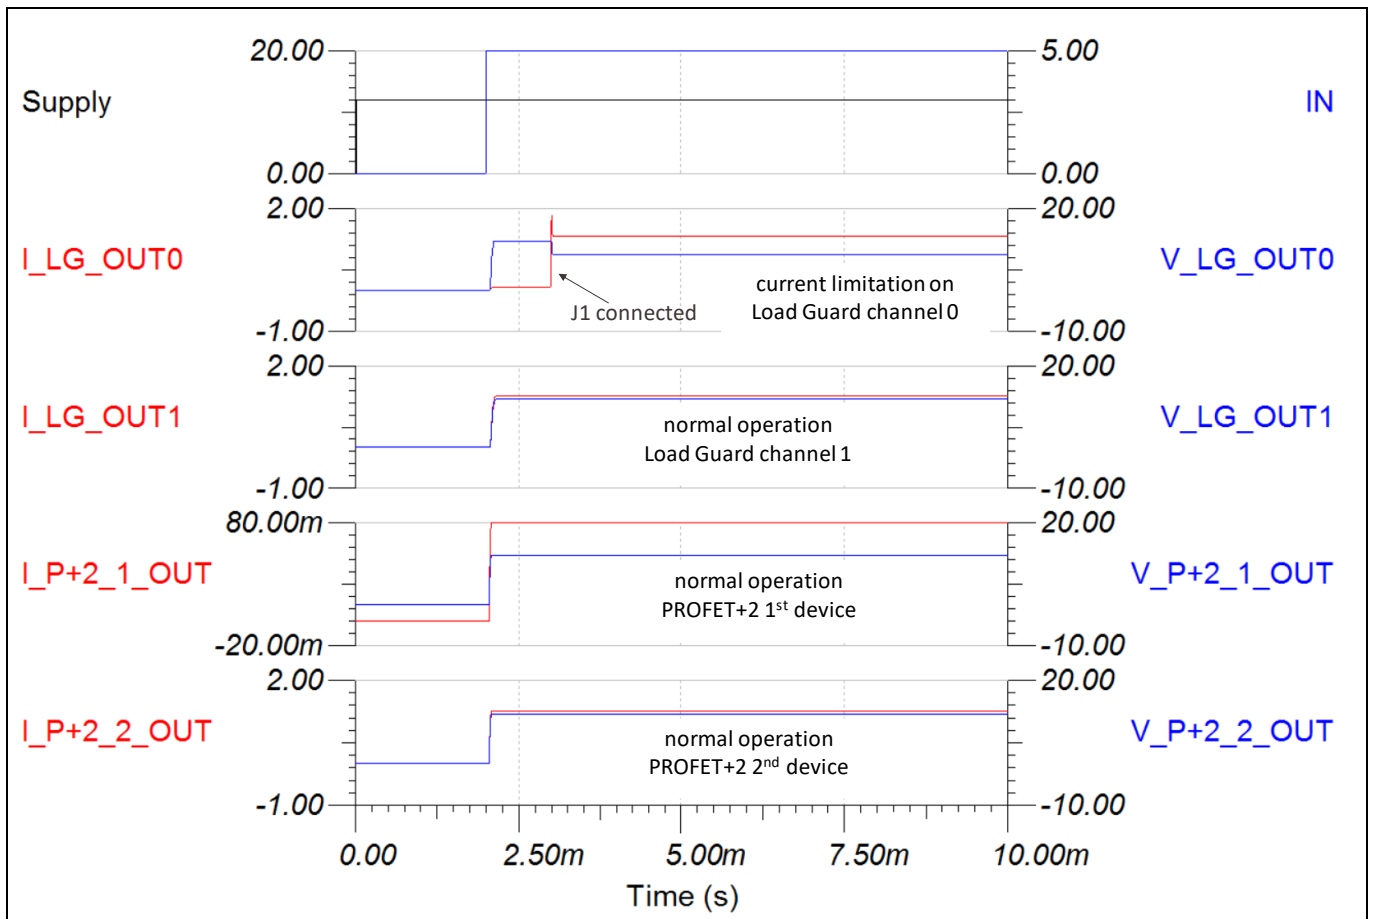 20.00
5.00
Supply
IN
0.00
0.00
2.00
20.00
I_LG_OUT0
V_LG_OUT0
current limitation on
Load Guard channel 0
J1 connected
-1.00
-10.00
2.00
20.00
I_LG_OUT1
V_LG_OUT1
normal operation
Load Guard channel 1
-1.00
-10.00
80.00m
20.00
I_P+2_1_OUT
V_P+2_1_OUT
normal operation
PROFET+2 1st device
-20.00m
-10.00
2.00
20.00
I_P+2_2_OUT
V_P+2_2_OUT
normal operation
PROFET+2 2nd device
-1.00
-10.00
0.00 2.50m 5.00m 7.50m 10.00m
Time (s)